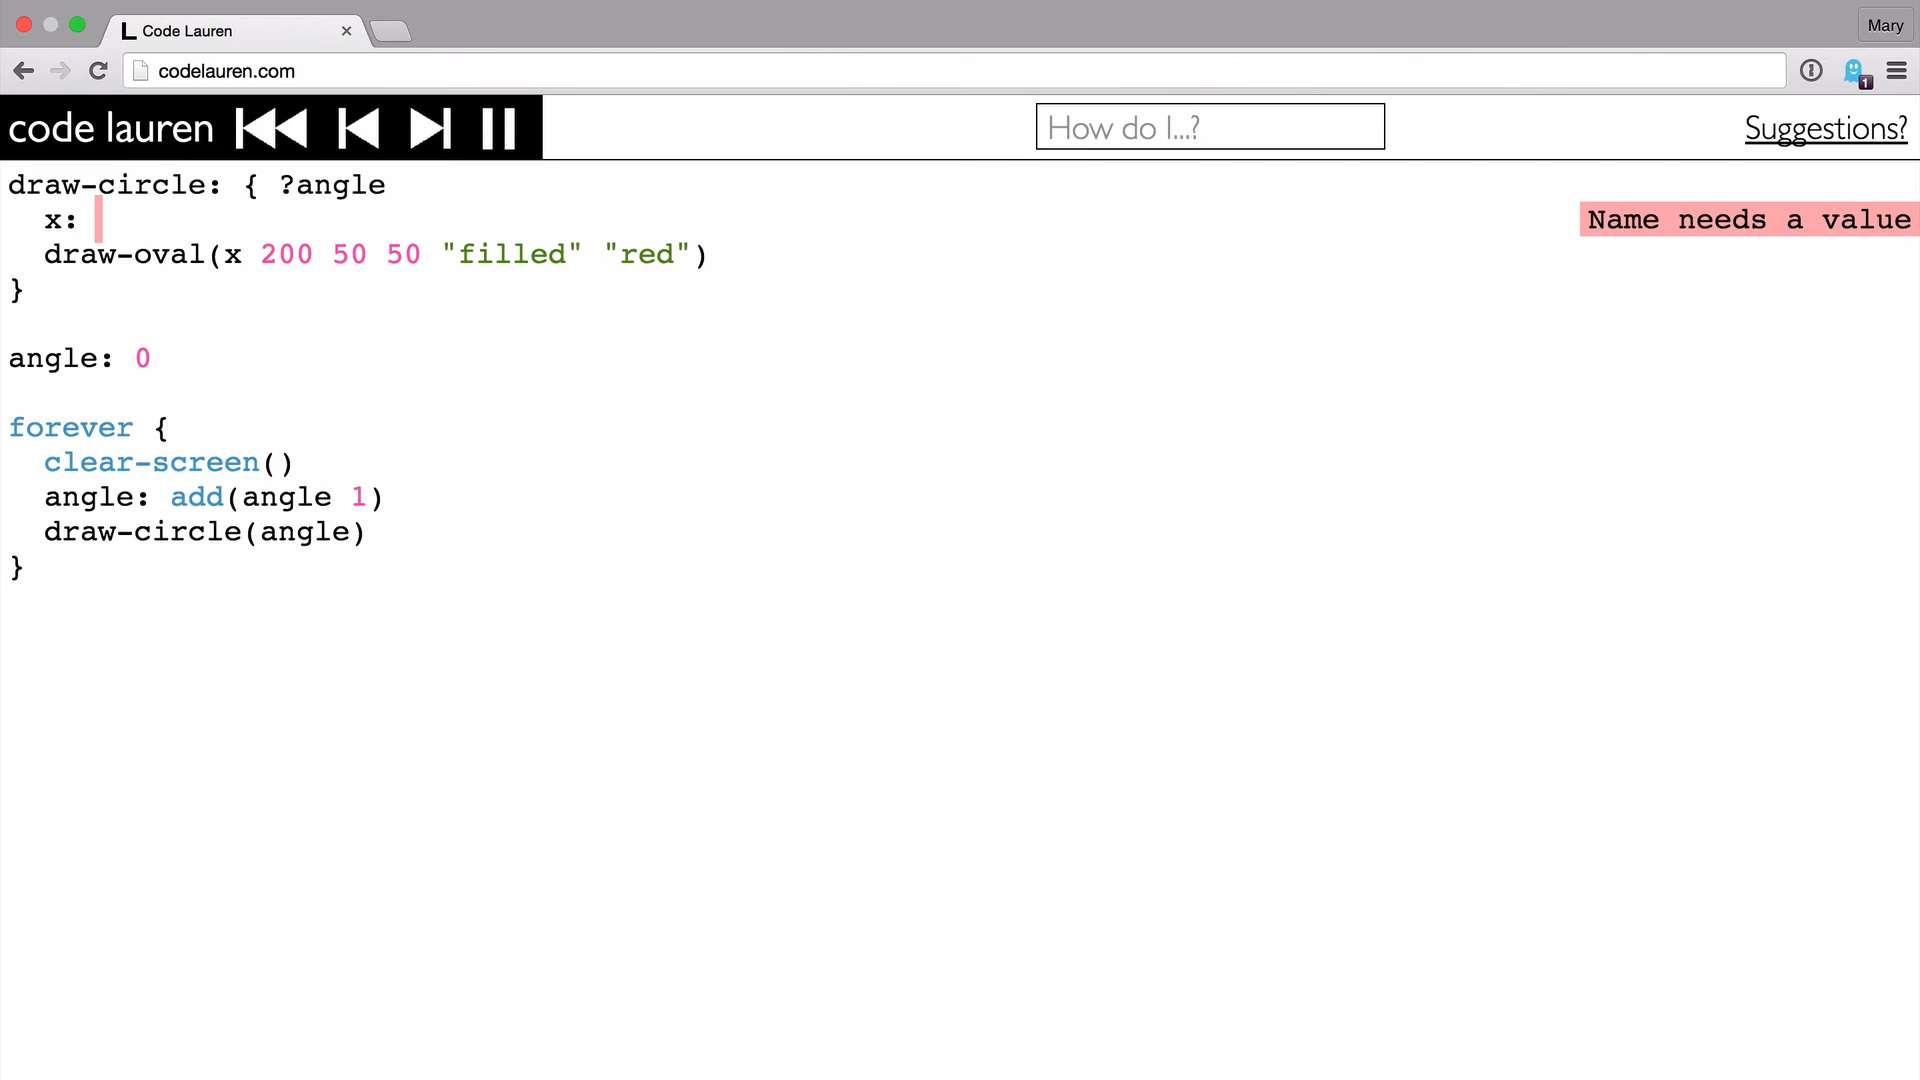 Code Lauren
Mary
codelauren.com
1
code lauren
How do I...?
Suggestions?
draw-circle: { ?angle
x:
Name needs a value
draw-oval(x 200 50 50 "filled" "red")
}
angle: 0
forever {
clear-screen()
angle: add(angle 1)
draw-circle(angle)
}